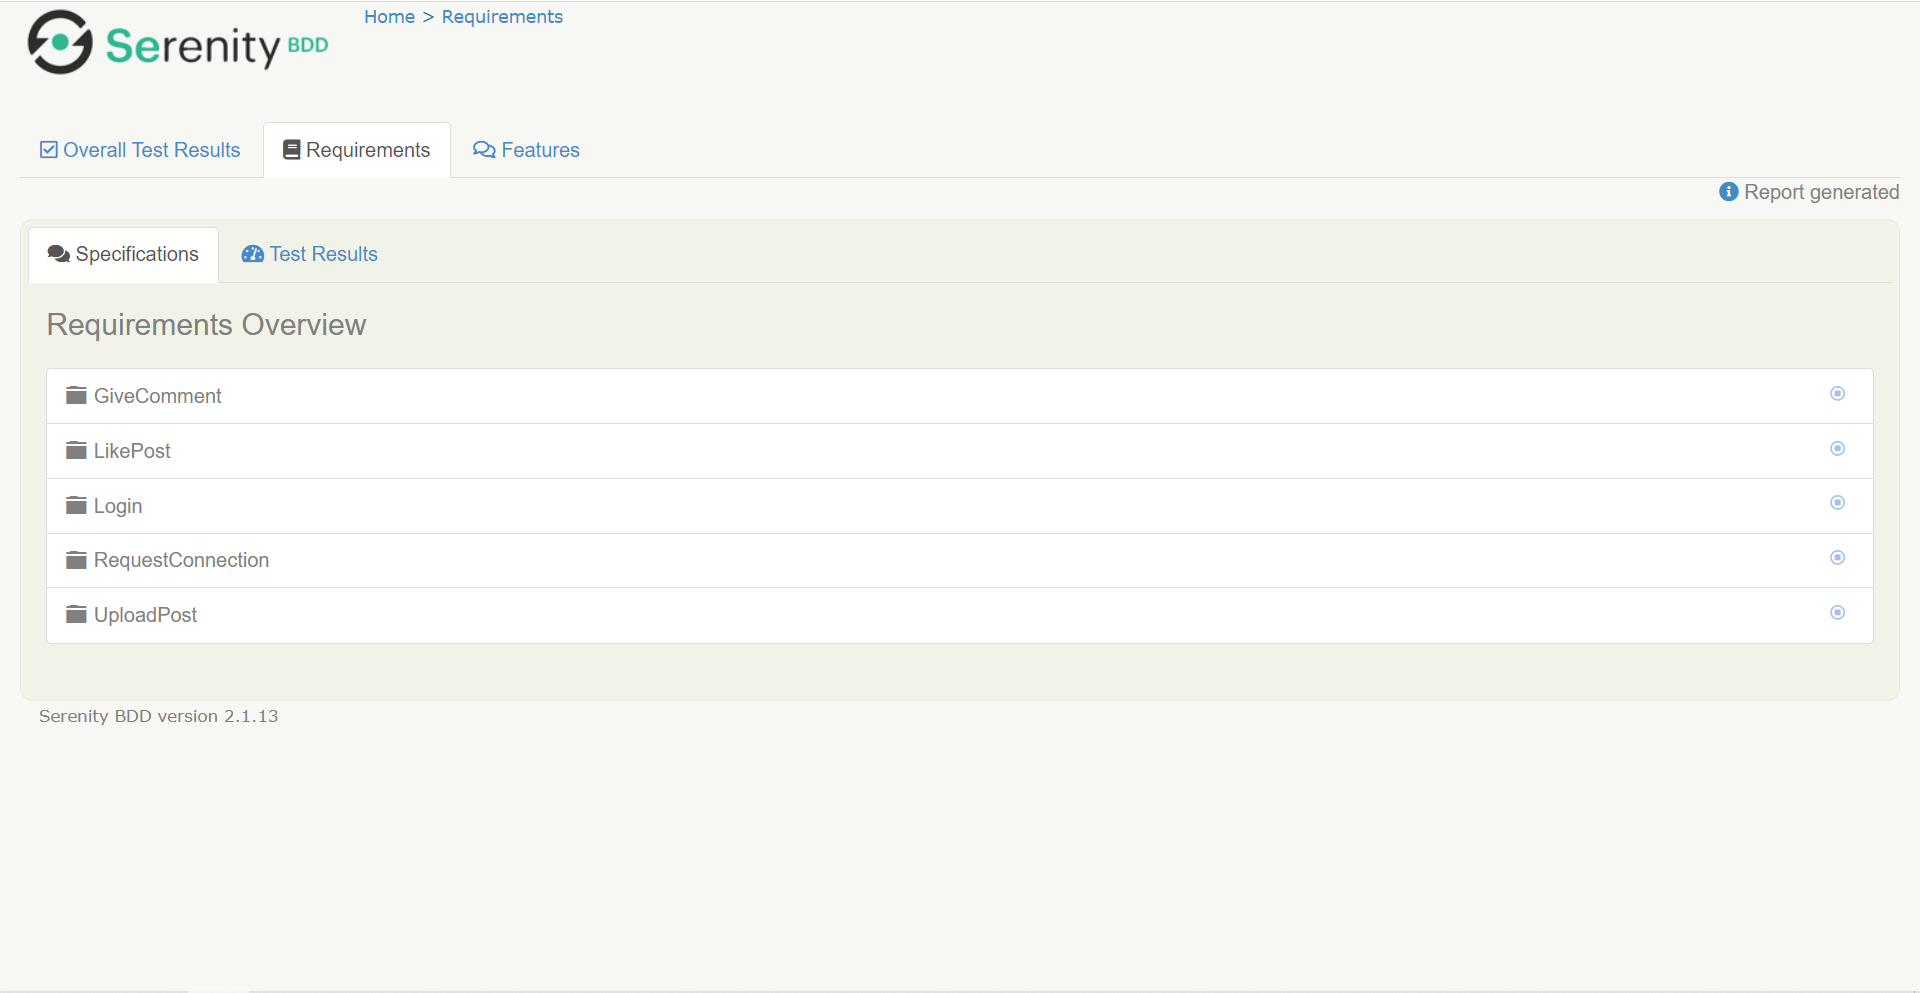 Serenity BDD
Home > Requirements
Overall Test Results
Requirements
Features
Report generated
Specifications
Test Results
Requirements Overview
GiveComment
LikePost
Login
RequestConnection
UploadPost
Serenity BDD version 2.1.13